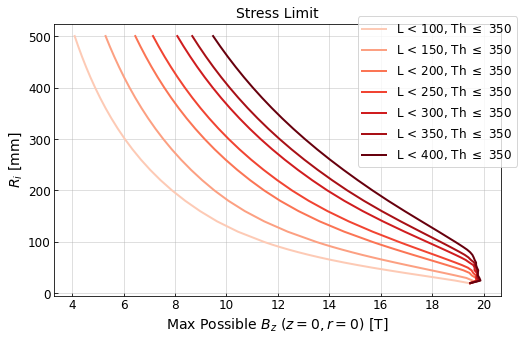 Stress Limit
L < 100, Th ≤ 350
L < 150, Th ≤ 350
L < 200, Th ≤ 350
L < 250, Th ≤ 350
L < 300, Th ≤ 350
L < 350, Th ≤ 350
L < 400, Th ≤ 350
500
400
300
200
100
0
R_i [mm]
4 6 8 10 12 14 16 18 20
Max Possible B_z (z = 0, r = 0) [T]